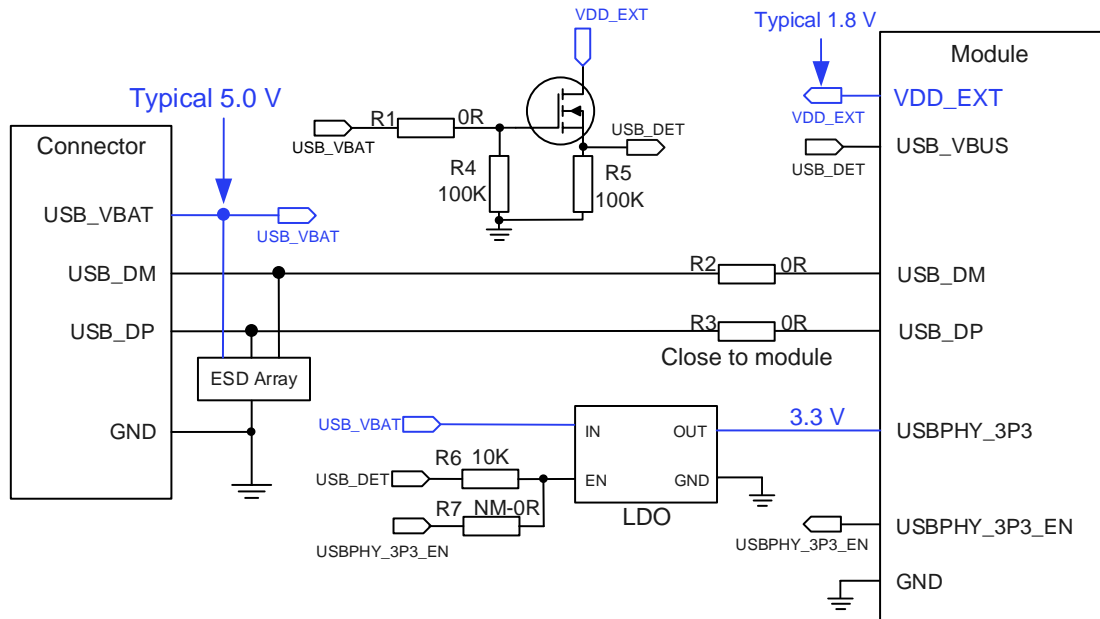 VDD_EXT
Typical 1.8 V
Module
Typical 5.0 V
R1
0R
USB_VBAT
USB_DET
VDD_EXT
VDD_EXT
Connector
R4
100K
R5
100K
USB_DET
USB_VBUS
USB_VBAT
USB_VBAT
USB_DM
R2
0R
USB_DM
USB_DP
R3
0R
USB_DP
Close to module
ESD Array
GND
USB_VBAT
IN
OUT
3.3 V
USBPHY_3P3
USB_DET
R6
10K
EN
GND
R7
NM-0R
LDO
USBPHY_3P3_EN
USBPHY_3P3_EN
USBPHY_3P3_EN
GND